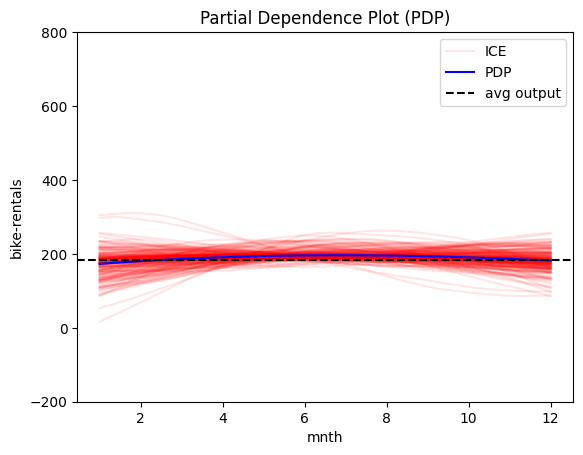 Partial Dependence Plot (PDP)
ICE
PDP
avg output
bike-rentals
800
600
400
200
0
−200
2 4 6 8 10 12
mnth